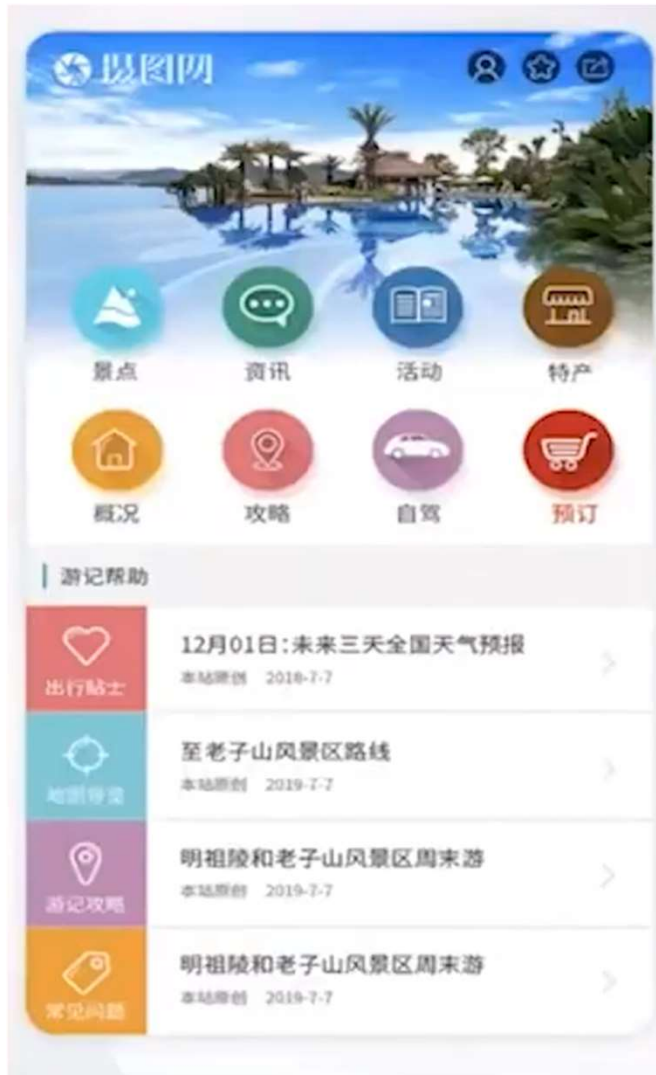 摄图网
景点 资讯 活动 特产
概况 攻略 自驾 预订
游记帮助
12月01日:未来三天全国天气预报
出行贴士
本站原创 2018-7-7
至老子山风景区路线
地图导览
本站原创 2019-7-7
明祖陵和老子山风景区周末游
游记攻略
本站原创 2019-7-7
明祖陵和老子山风景区周末游
常见问题
本站原创 2019-7-7